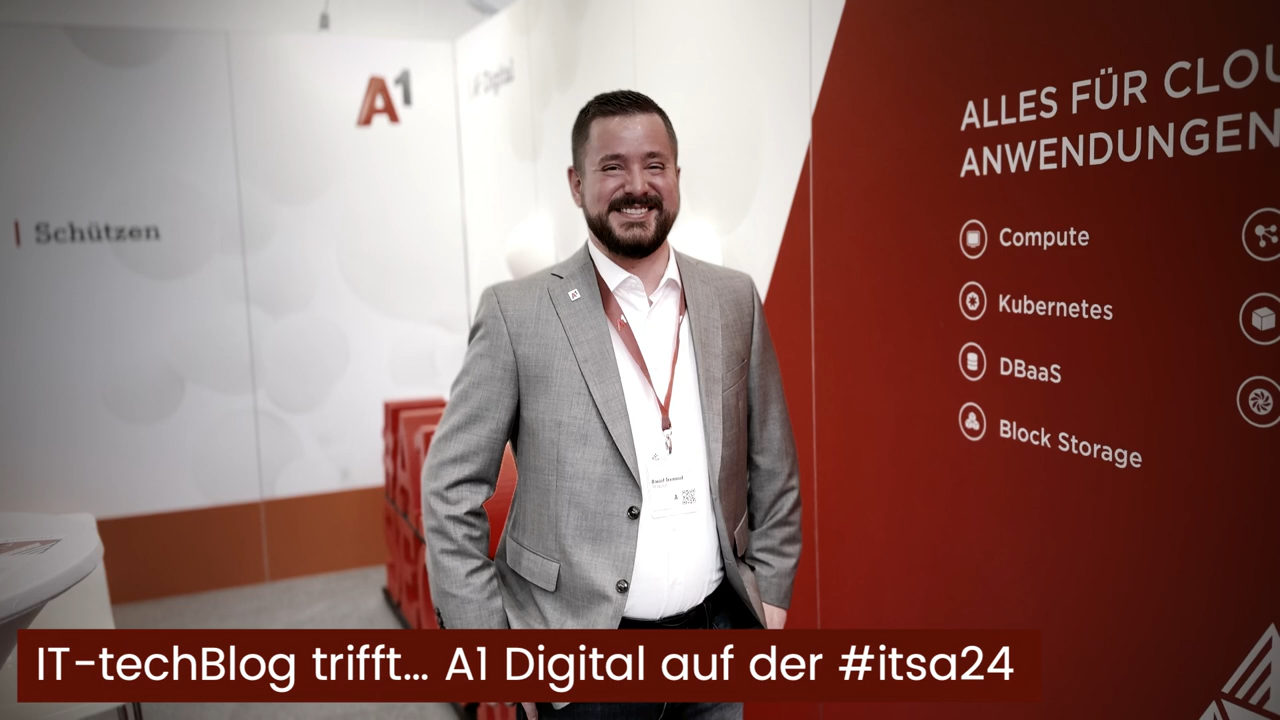 A1
A1 Digital
Schützen
ALLES FÜR CLOU
ANWENDUNGEN
Compute
Kubernetes
DBaaS
Block Storage
A1
IT-techBlog trifft... A1 Digital auf der #itsa24